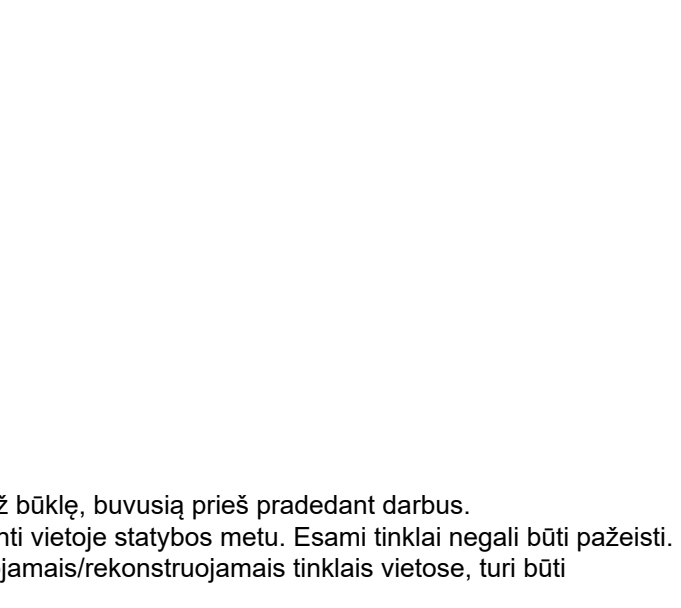 ž būklę, buvusią prieš pradedant darbus.
nti vietoje statybos metu. Esami tinklai negali būti pažeisti.
jamais/rekonstruojamais tinklais vietose, turi būti